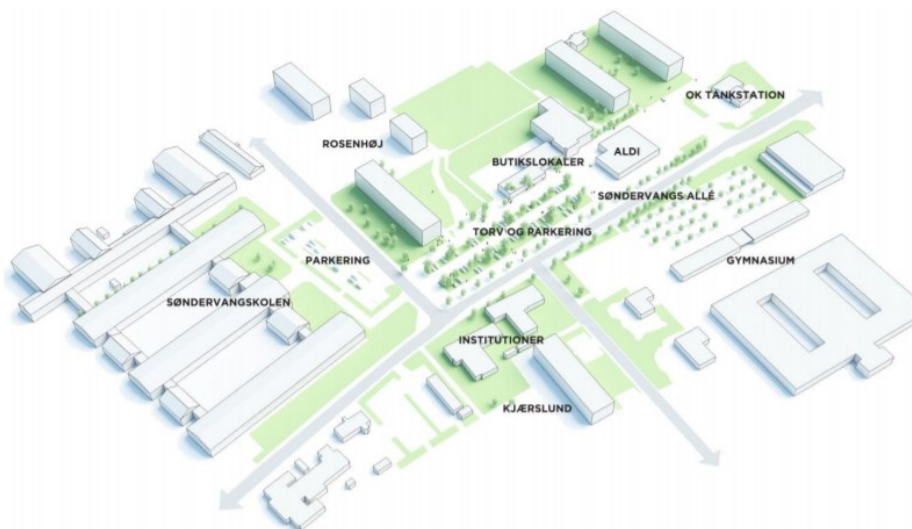 OK TANKSTATION
ROSENHØJ
ALDI
BUTIKSLOKALER
SØNDERVANGS ALLÉ
TORV OG PARKERING
PARKERING
GYMNASIUM
SØNDERVANGSKOLEN
INSTITUTIONER
KJÆRSLUND